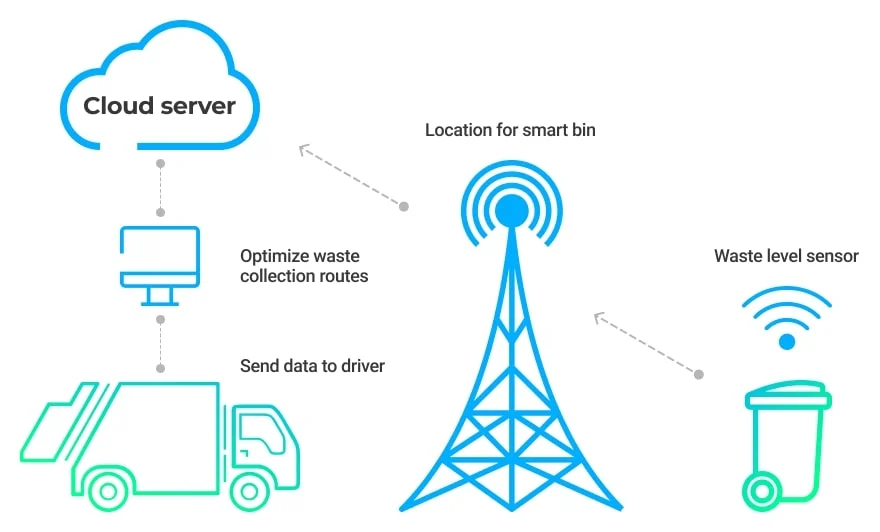 Cloud server
Location for smart bin
Optimize waste
collection routes
Waste level sensor
Send data to driver